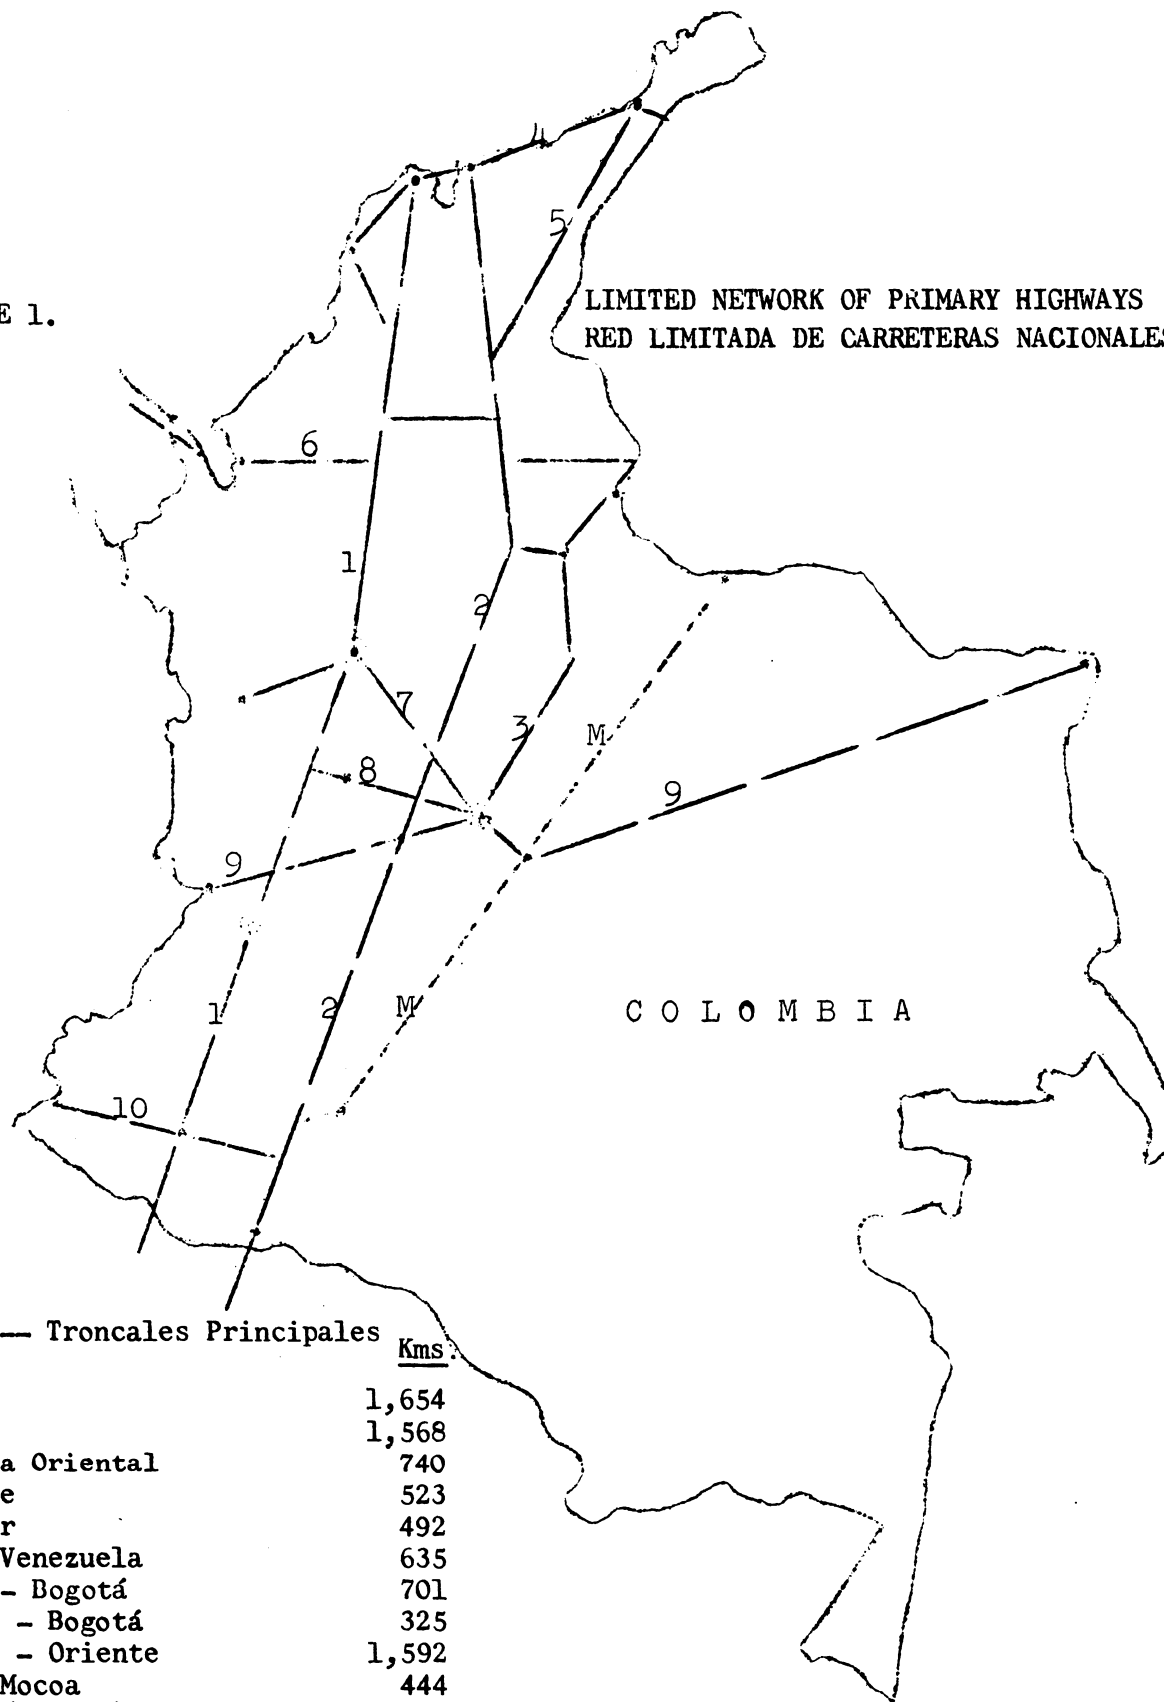 4
5
E 1.
LIMITED NETWORK OF PRIMARY HIGHWAYS
RED LIMITADA DE CARRETERAS NACIONALES
6
1
2
7
3
M
8
9
9
1
2
M
COLOMBIA
10
— Troncales Principales Kms.
1,654
1,568
a Oriental 740
e 523
r 492
Venezuela 635
- Bogotá 701
- Bogotá 325
- Oriente 1,592
Mocoa 444